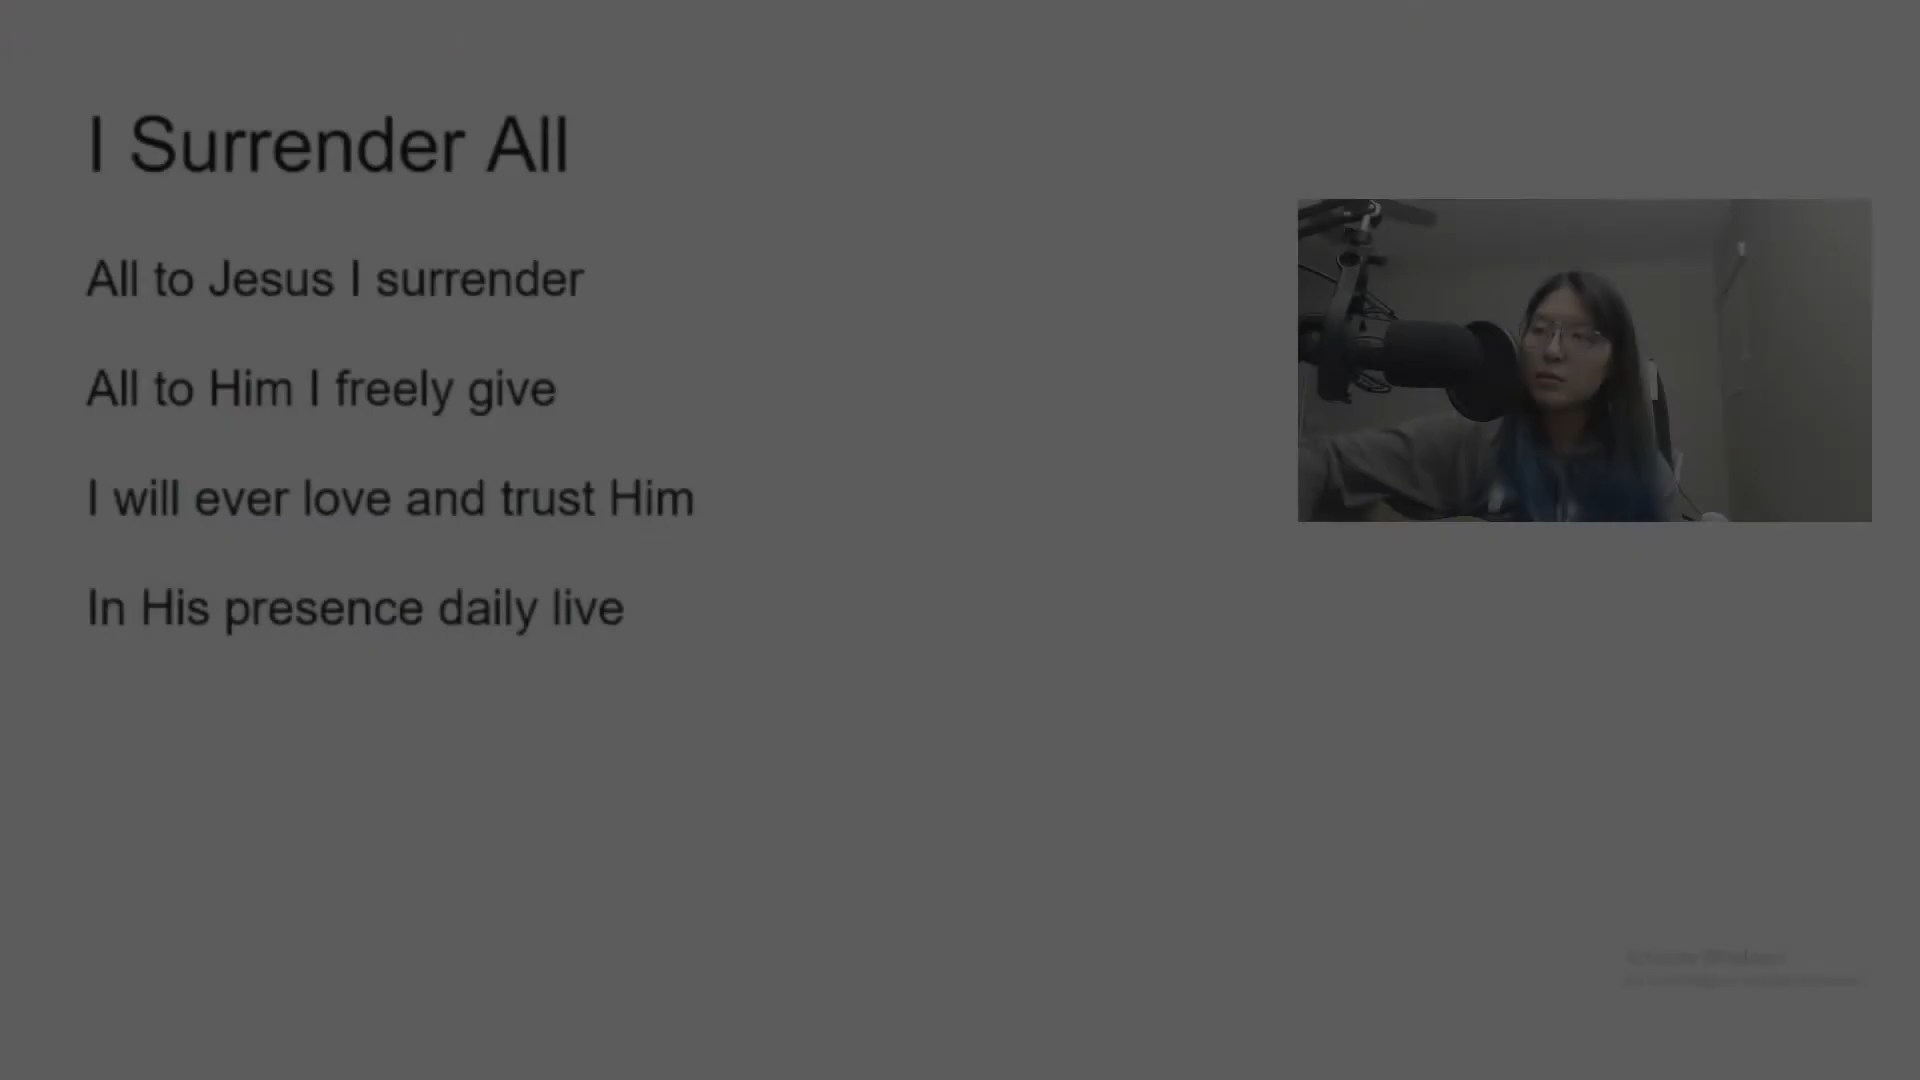 I Surrender All
All to Jesus I surrender
All to Him I freely give
I will ever love and trust Him
In His presence daily live